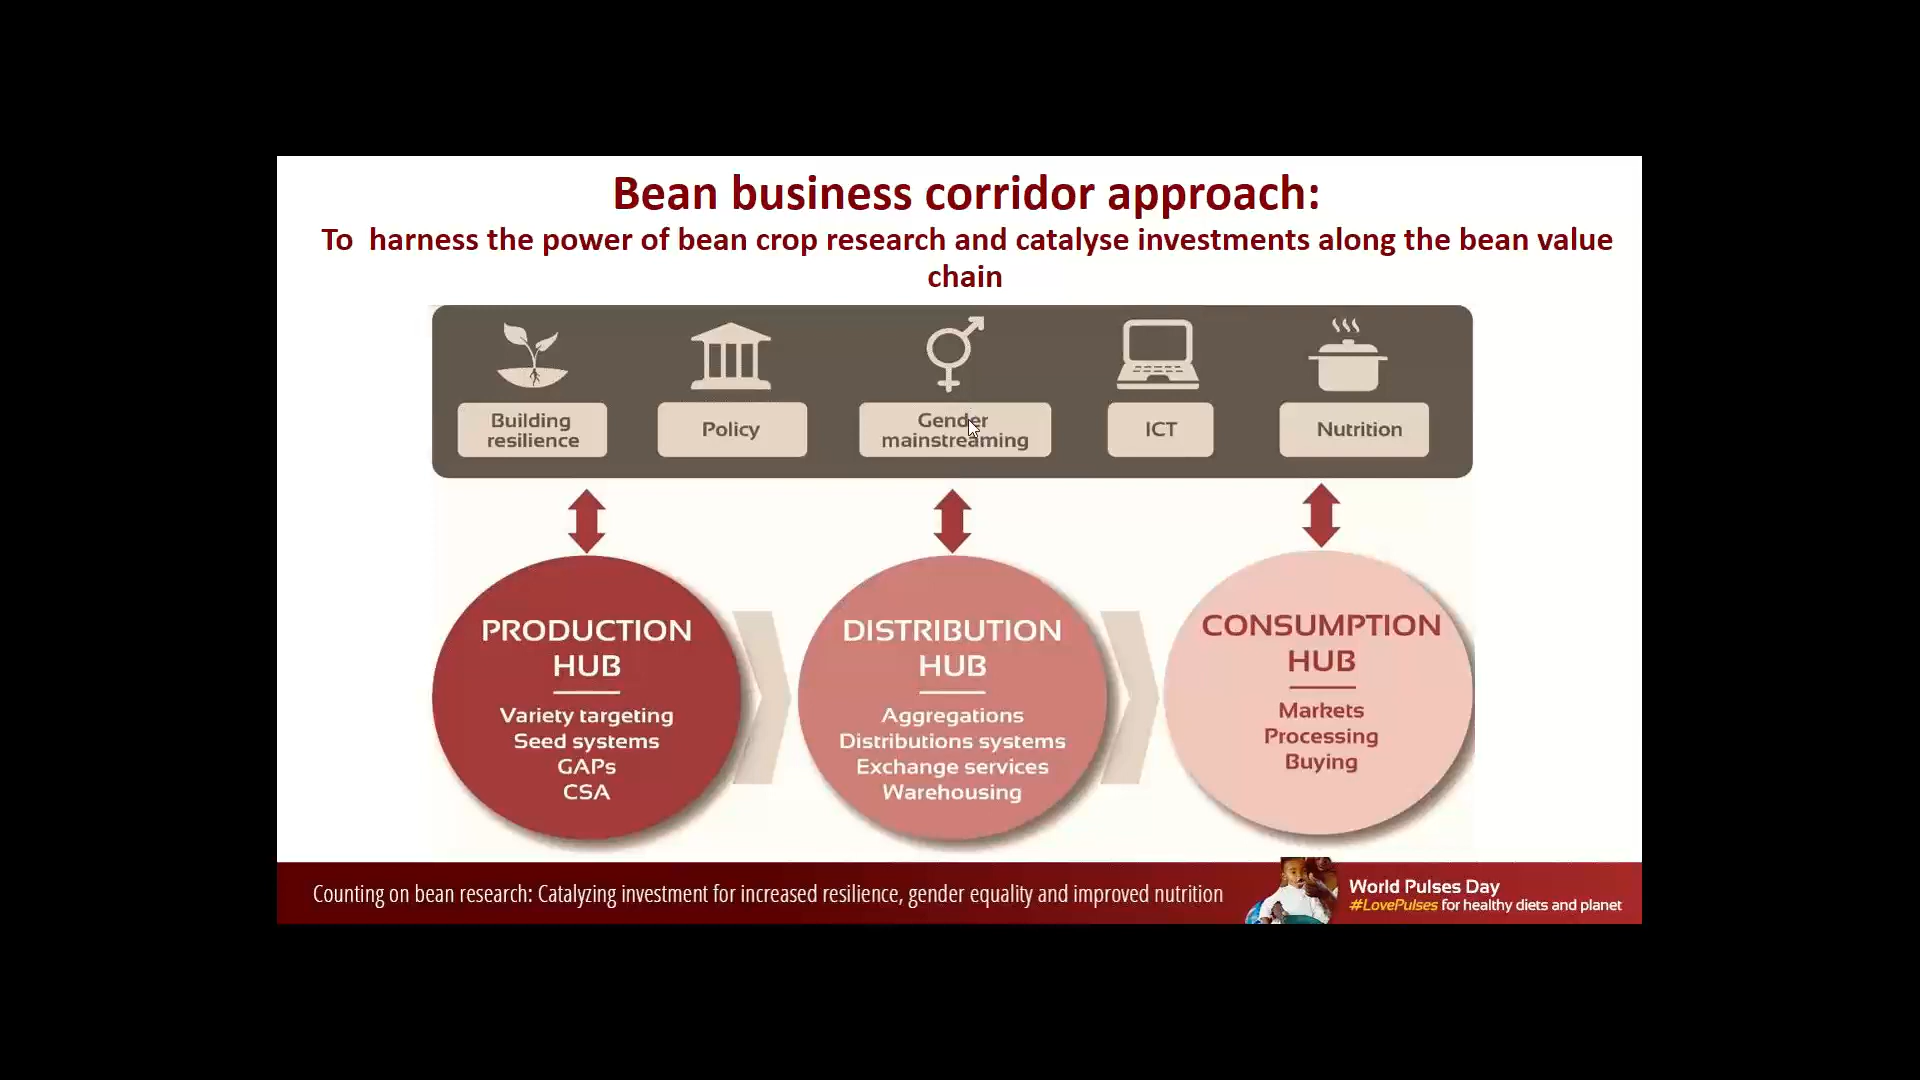 Bean business corridor approach:
To harness the power of bean crop research and catalyse investments along the bean value
chain
Building
resilience
Policy
Gender
mainstreaming
ICT
Nutrition
PRODUCTION
HUB
Variety targeting
Seed systems
GAPs
CSA
DISTRIBUTION
HUB
Aggregations
Distributions systems
Exchange services
Warehousing
CONSUMPTION
HUB
Markets
Processing
Buying
Counting on bean research: Catalyzing investment for increased resilience, gender equality and improved nutrition
World Pulses Day
#LovePulses for healthy diets and planet